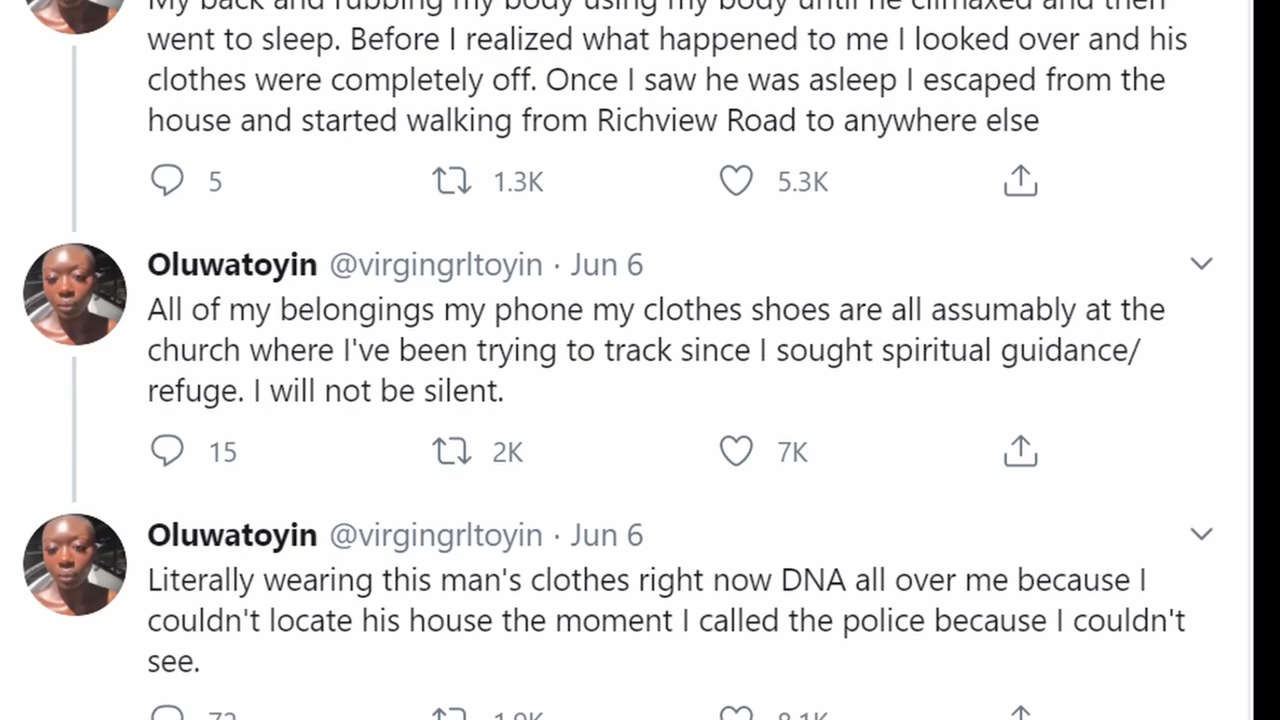 My back and rubbing my body using my body until he climaxed and then
went to sleep. Before I realized what happened to me I looked over and his
clothes were completely off. Once I saw he was asleep I escaped from the
house and started walking from Richview Road to anywhere else
5 1.3K 5.3K
Oluwatoyin @virgingrltoyin · Jun 6
All of my belongings my phone my clothes shoes are all assumably at the
church where I've been trying to track since I sought spiritual guidance/
refuge. I will not be silent.
15 2K 7K
Oluwatoyin @virgingrltoyin · Jun 6
Literally wearing this man's clothes right now DNA all over me because I
couldn't locate his house the moment I called the police because I couldn't
see.
72 1.9K 8.1K